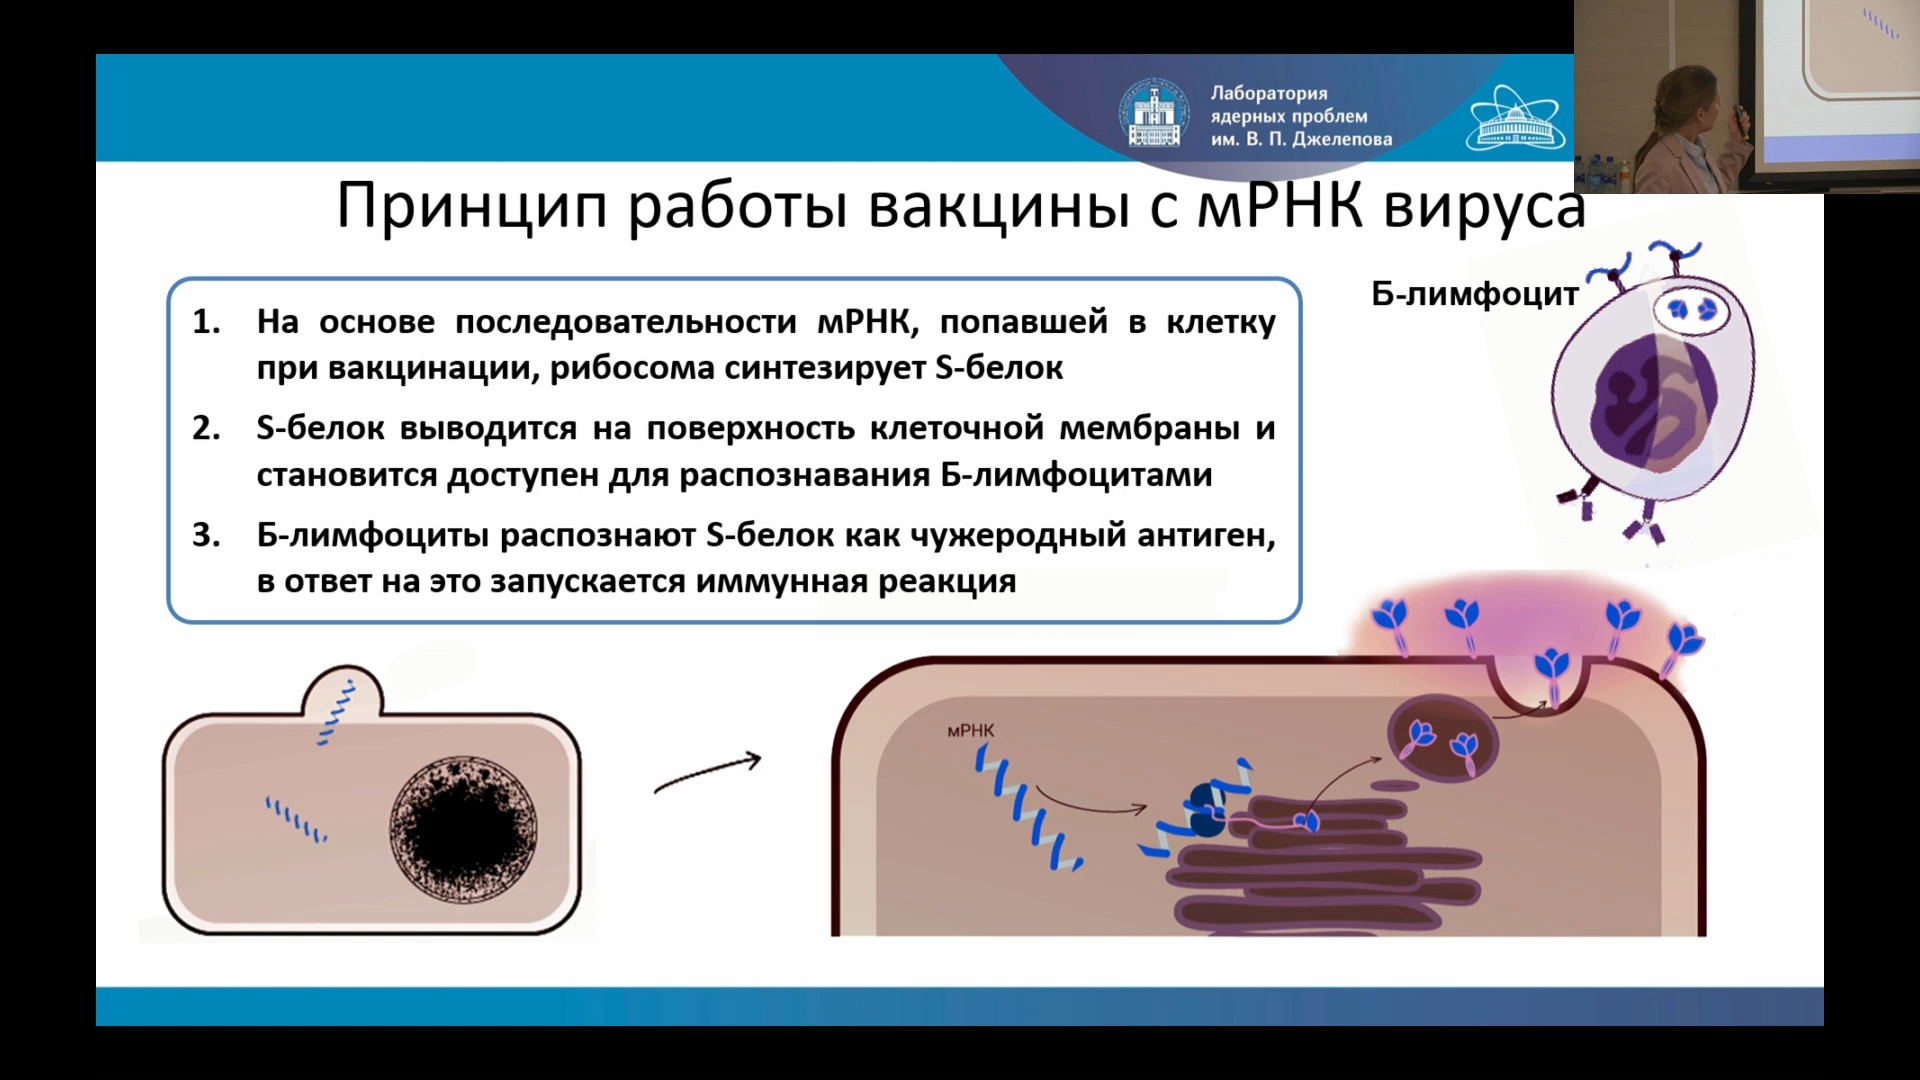 Лаборатория
ядерных проблем
им. В. П. Джелепова
Принцип работы вакцины с мРНК вируса
Б-лимфоцит
1. На основе последовательности мРНК, попавшей в клетку
при вакцинации, рибосома синтезирует S-белок
2. S-белок выводится на поверхность клеточной мембраны и
становится доступен для распознавания Б-лимфоцитами
3. Б-лимфоциты распознают S-белок как чужеродный антиген,
в ответ на это запускается иммунная реакция
мРНК